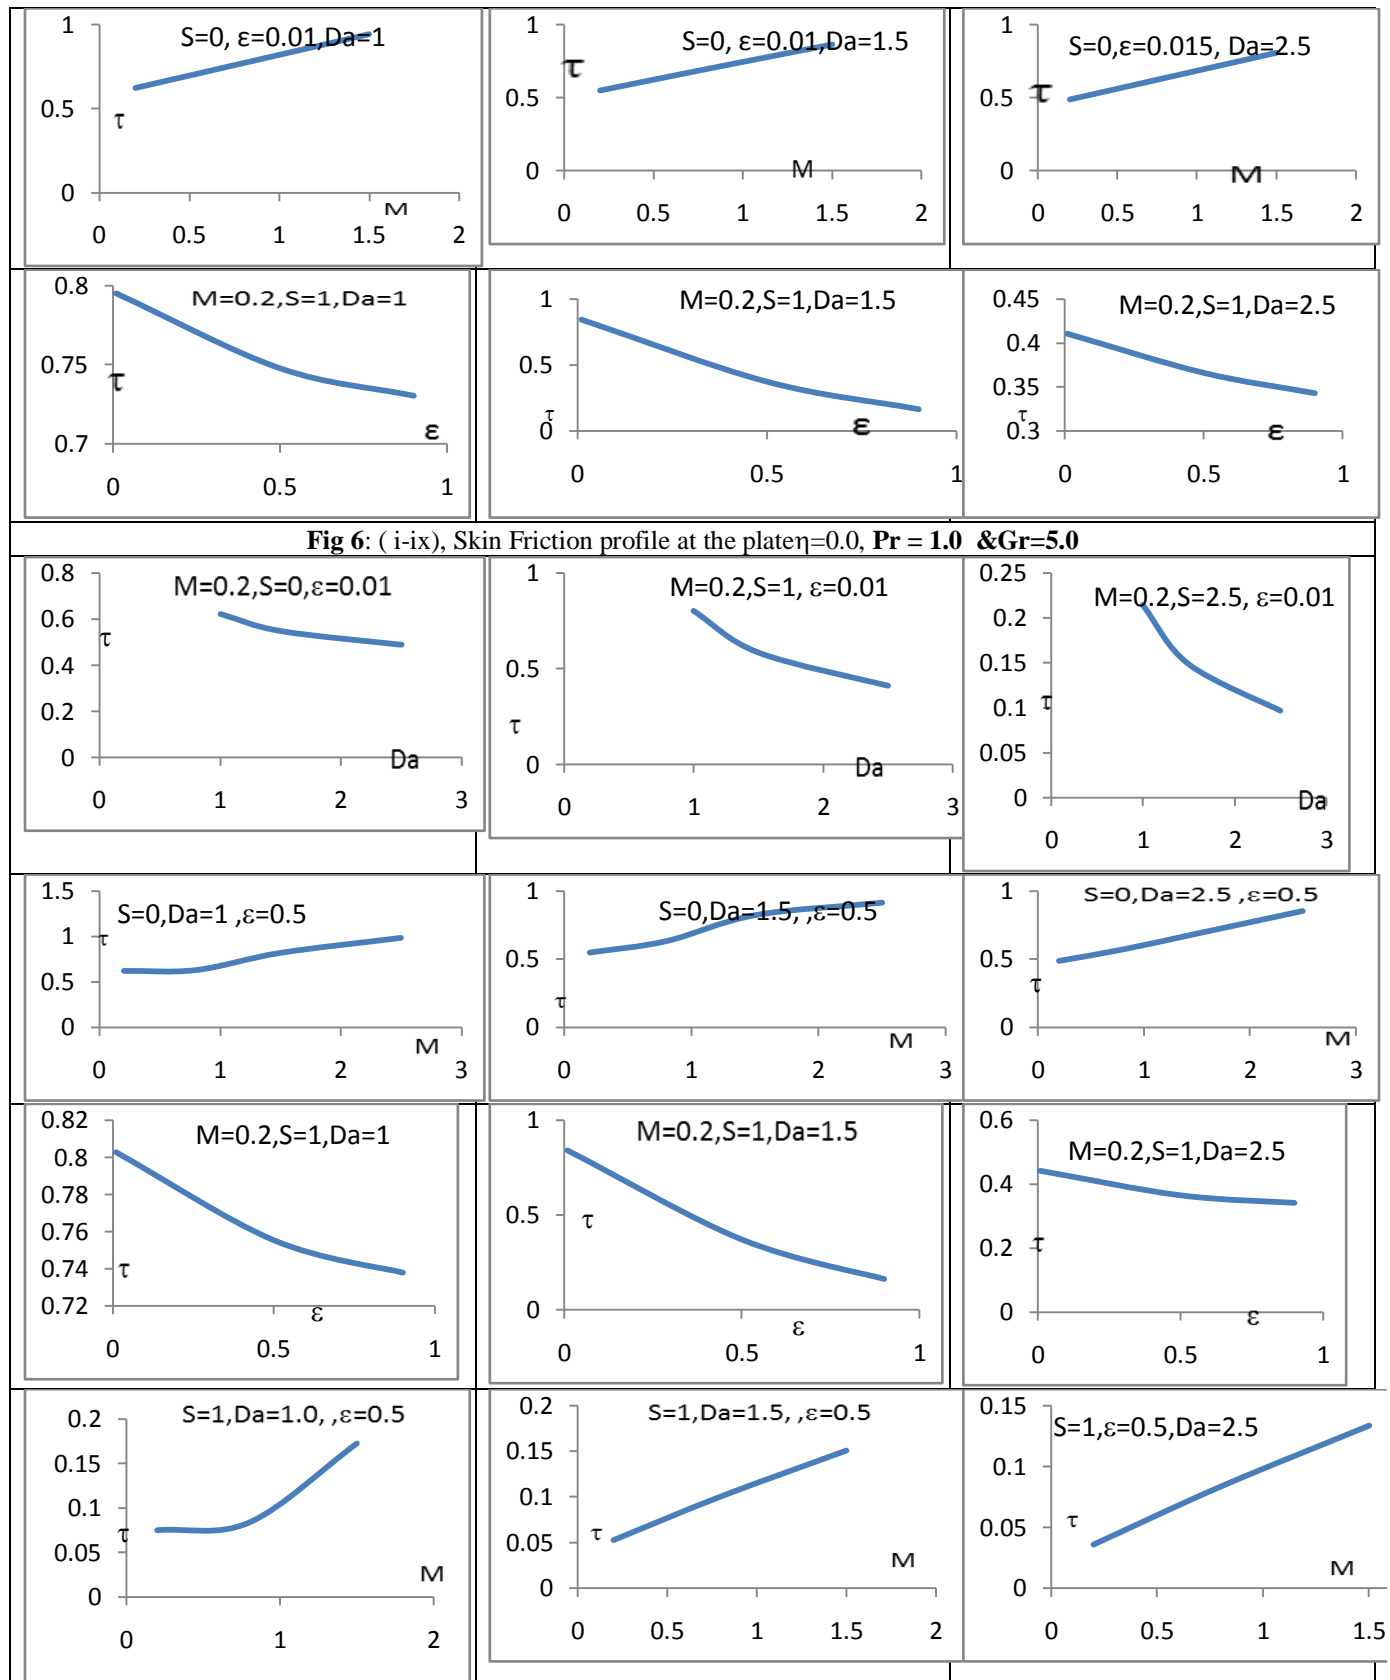 S=0, ε=0.01,Da=1
1
0.5
0
τ
M
0 0.5 1 1.5 2
S=0, ε=0.01,Da=1.5
1
0.5
0
τ
M
0 0.5 1 1.5 2
S=0,ε=0.015, Da=2.5
1
0.5
0
τ
M
0 0.5 1 1.5 2
M=0.2,S=1,Da=1
0.8
0.75
0.7
τ
ε
0 0.5 1
M=0.2,S=1,Da=1.5
1
0.5
0
τ
ε
0 0.5 1
M=0.2,S=1,Da=2.5
0.45
0.4
0.35
0.3
τ
ε
0 0.5 1
Fig 6: ( i-ix), Skin Friction profile at the plateη=0.0, Pr = 1.0 &Gr=5.0
M=0.2,S=0,ε=0.01
0.8
0.6
0.4
0.2
0
τ
Da
0 1 2 3
M=0.2,S=1, ε=0.01
1
0.5
0
τ
Da
0 1 2 3
M=0.2,S=2.5, ε=0.01
0.25
0.2
0.15
0.1
0.05
0
τ
Da
0 1 2 3
S=0,Da=1 ,ε=0.5
1.5
1
0.5
0
τ
M
0 1 2 3
S=0,Da=1.5, ,ε=0.5
1
0.5
0
τ
M
0 1 2 3
S=0,Da=2.5 ,ε=0.5
1
0.5
0
τ
M
0 1 2 3
M=0.2,S=1,Da=1
0.82
0.8
0.78
0.76
0.74
0.72
τ
ε
0 0.5 1
M=0.2,S=1,Da=1.5
1
0.5
0
τ
ε
0 0.5 1
M=0.2,S=1,Da=2.5
0.6
0.4
0.2
0
τ
ε
0 0.5 1
S=1,Da=1.0, ,ε=0.5
0.2
0.15
0.1
0.05
0
τ
M
0 1 2
S=1,Da=1.5, ,ε=0.5
0.2
0.15
0.1
0.05
0
τ
M
0 0.5 1 1.5 2
S=1,ε=0.5,Da=2.5
0.15
0.1
0.05
0
τ
M
0 0.5 1 1.5